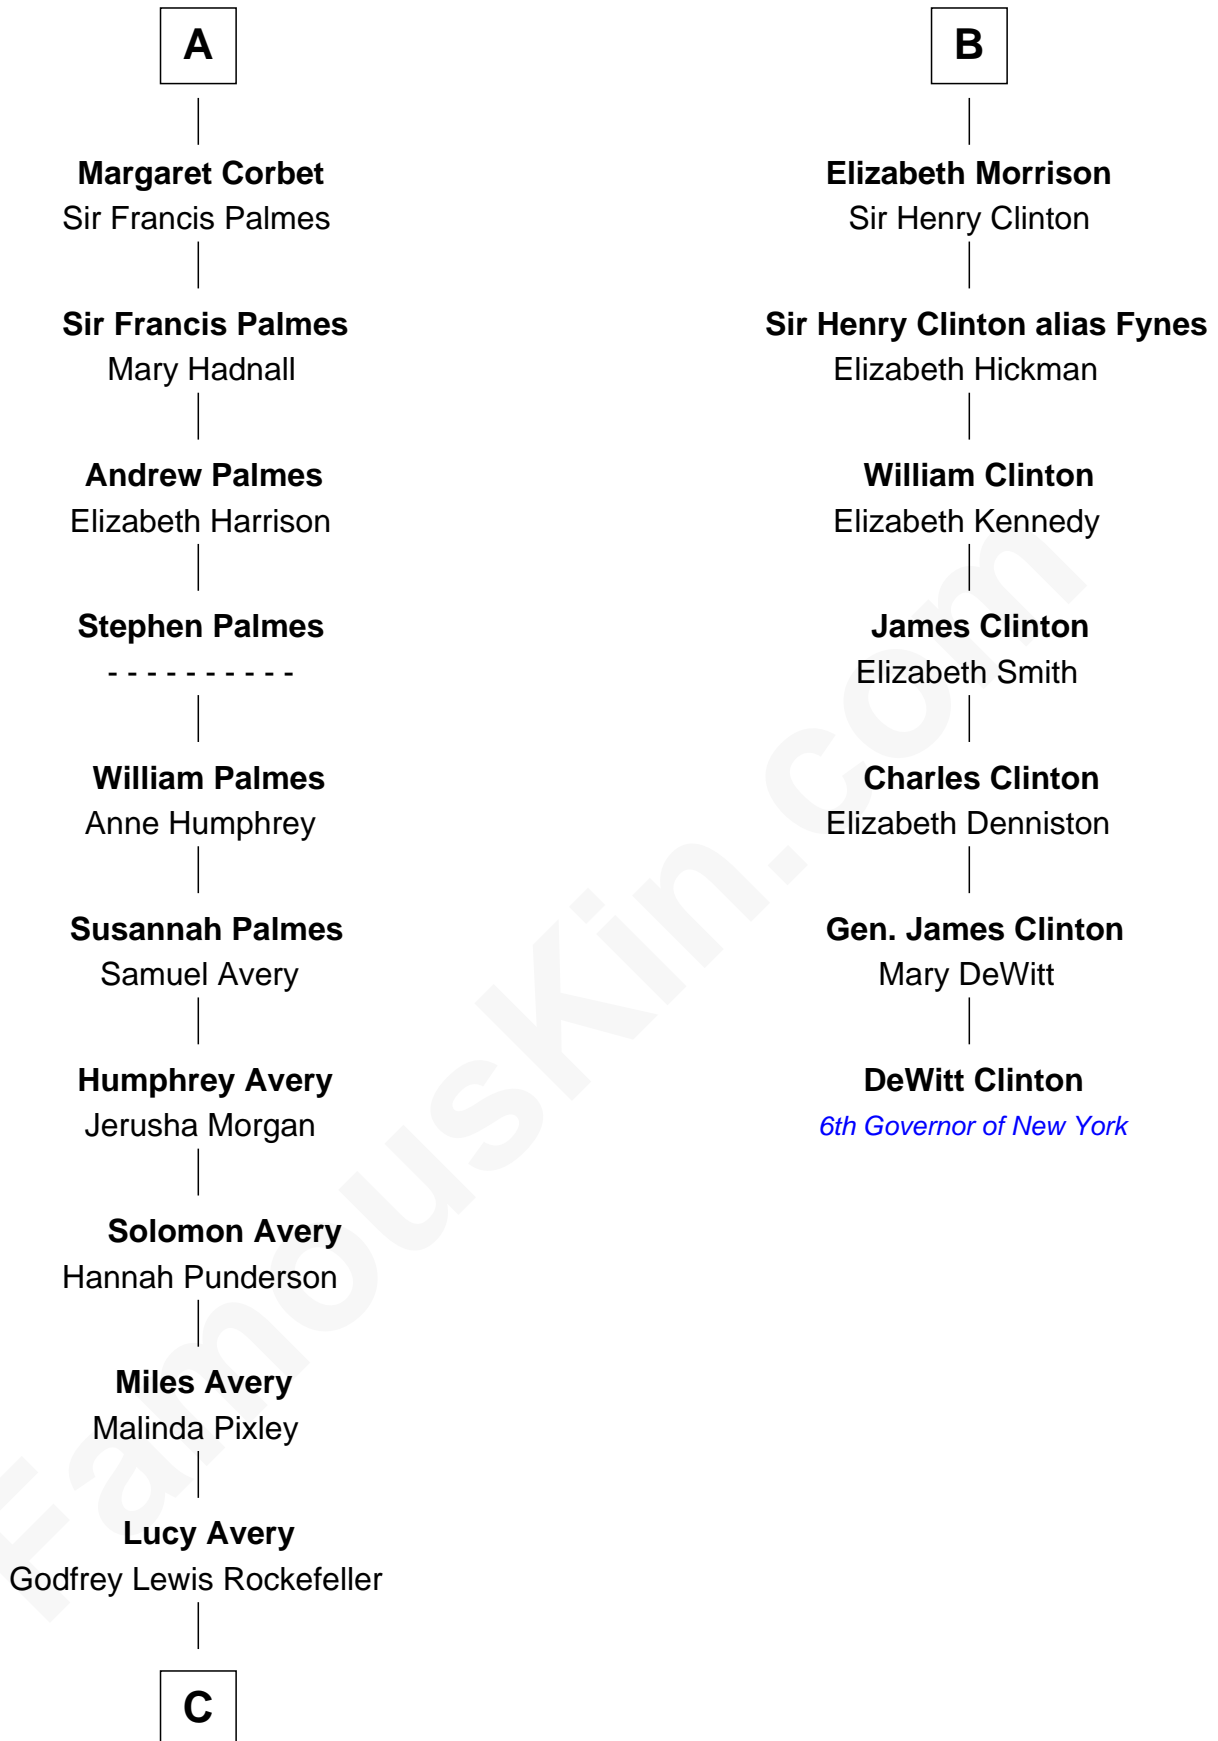 A
Margaret Corbet
Sir Francis Palmes
Sir Francis Palmes
Mary Hadnall
Andrew Palmes
Elizabeth Harrison
Stephen Palmes
- - - - - - - - - -
William Palmes
Anne Humphrey
Susannah Palmes
Samuel Avery
Humphrey Avery
Jerusha Morgan
Solomon Avery
Hannah Punderson
Miles Avery
Malinda Pixley
Lucy Avery
Godfrey Lewis Rockefeller
C
B
Elizabeth Morrison
Sir Henry Clinton
Sir Henry Clinton alias Fynes
Elizabeth Hickman
William Clinton
Elizabeth Kennedy
James Clinton
Elizabeth Smith
Charles Clinton
Elizabeth Denniston
Gen. James Clinton
Mary DeWitt
DeWitt Clinton
6th Governor of New York
FamousKin.com